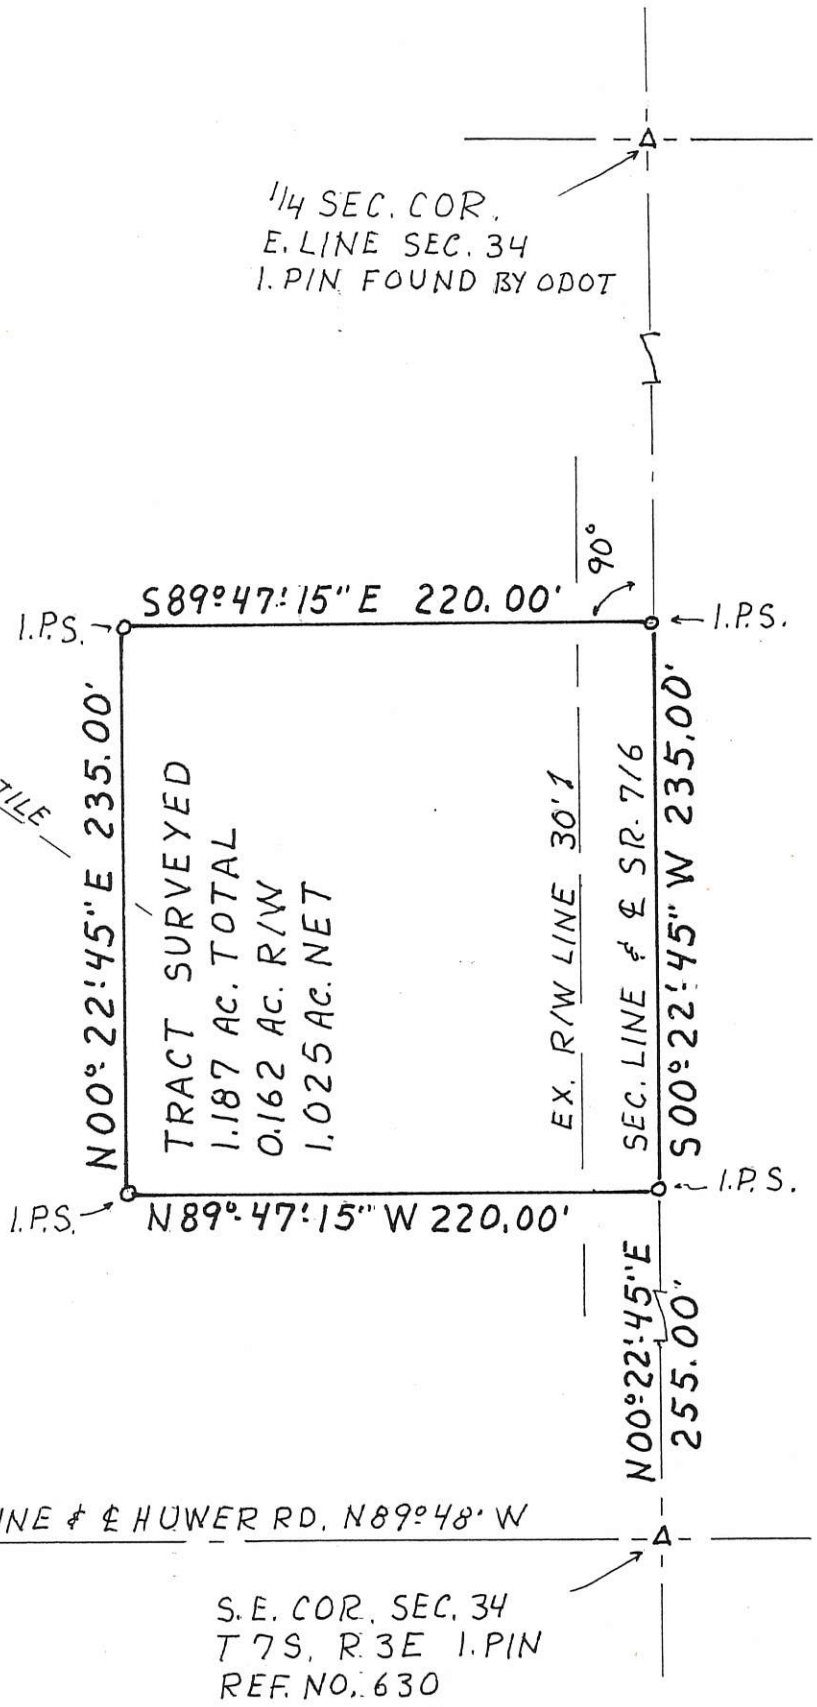 1/4 SEC. COR.
E. LINE SEC. 34
I. PIN FOUND BY ODOT
90°
S89°47'15"E 220.00'
I.P.S.
I.P.S.
N00°22'45"E 235.00'
TILE
TRACT SURVEYED
1.187 AC. TOTAL
0.162 AC. R/W
1.025 AC. NET
EX. R/W LINE 30'
SEC. LINE & ℄ SR. 716
S00°22'45"W 235.00'
I.P.S.
I.P.S.
N89°47'15"W 220.00'
N00°22'45"E
255.00'
INE & ℄ HUWER RD. N89°48' W
S.E. COR. SEC. 34
T 7S, R. 3E I. PIN
REF. NO. 630